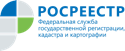 РОСРЕЕСТР
Федеральная служба
государственной регистрации,
кадастра и картографии